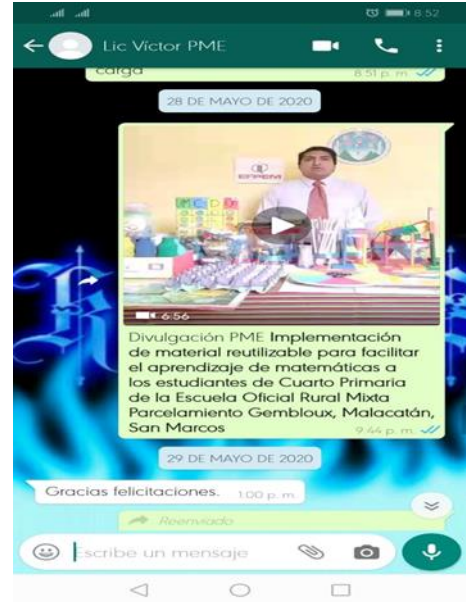 8:52
Lic Víctor PME
carga
8:51 p. m.
28 DE MAYO DE 2020
EFPEM
6:56
Divulgación PME Implementación
de material reutilizable para facilitar
el aprendizaje de matemáticas a
los estudiantes de Cuarto Primaria
de la Escuela Oficial Rural Mixta
Parcelamiento Gembloux, Malacatán,
San Marcos
9:44 p. m.
29 DE MAYO DE 2020
Gracias felicitaciones.
1:00 p. m.
Reenviado
Escribe un mensaje